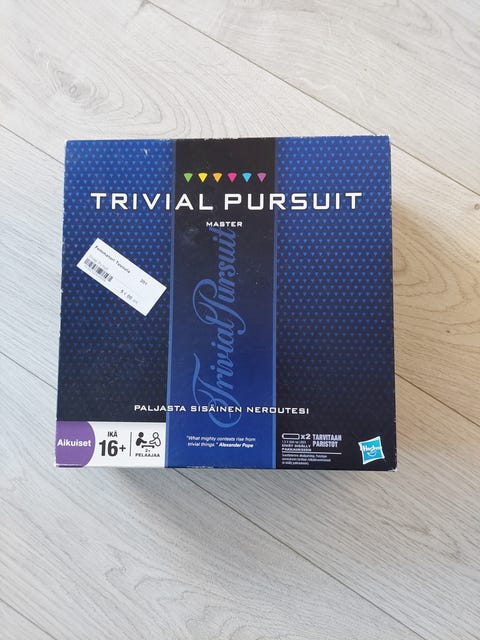 TRIVIAL PURSUIT
MASTER
Trivial Pursuit
201
PALJASTA SISÄINEN NEROUTESI
Aikuiset
IKÄ
16+
2+
PELAAJAA
"What mighty contests rise from
trivial things." Alexander Pope
x2 TARVITAAN
PARISTOT
Hasbro